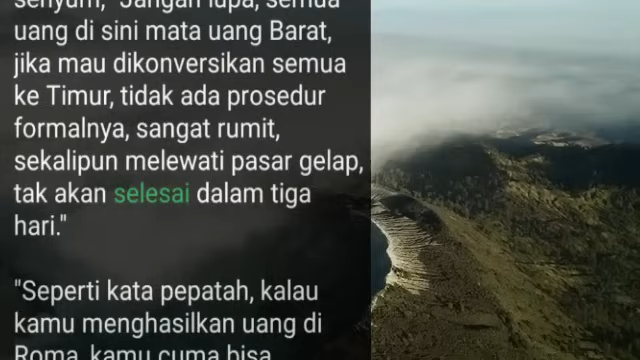 senyum, "Jangan lupa, semua
uang di sini mata uang Barat,
jika mau dikonversikan semua
ke Timur, tidak ada prosedur
formalnya, sangat rumit,
sekalipun melewati pasar gelap,
tak akan selesai dalam tiga
hari."
"Seperti kata pepatah, kalau
kamu menghasilkan uang di
Roma, kamu cuma bisa